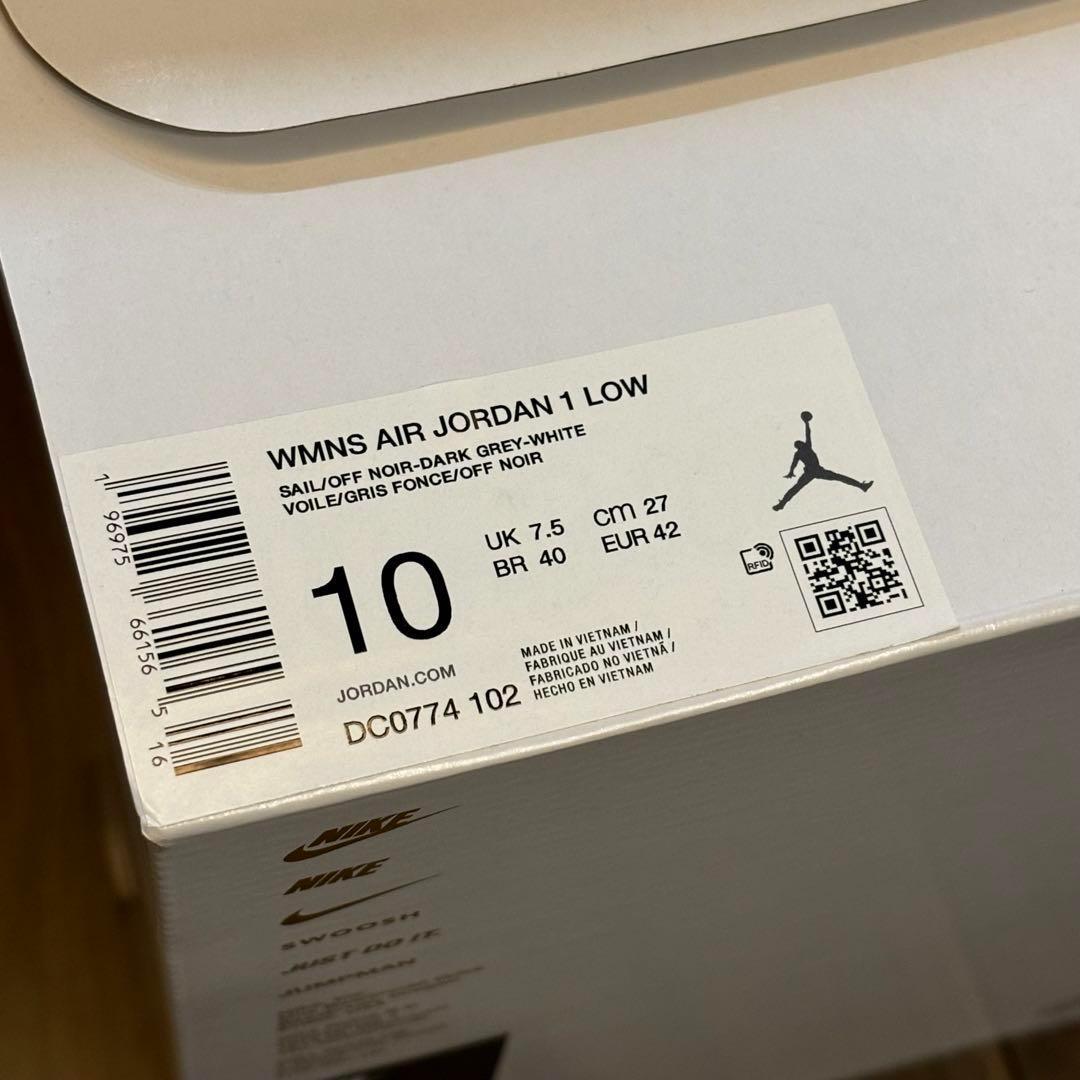 WMNS AIR JORDAN 1 LOW
SAIL/OFF NOIR-DARK GREY-WHITE
VOILE/GRIS FONCE/OFF NOIR
10
UK 7.5 cm 27
BR 40 EUR 42
RFID
MADE IN VIETNAM /
FABRIQUE AU VIETNAM /
FABRICADO NO VIETNÃ /
HECHO EN VIETNAM
JORDAN.COM
DC0774 102
1 96975 66156 5 16
NIKE
NIKE
SWOOSH
JUST DO IT.
JUMPMAN